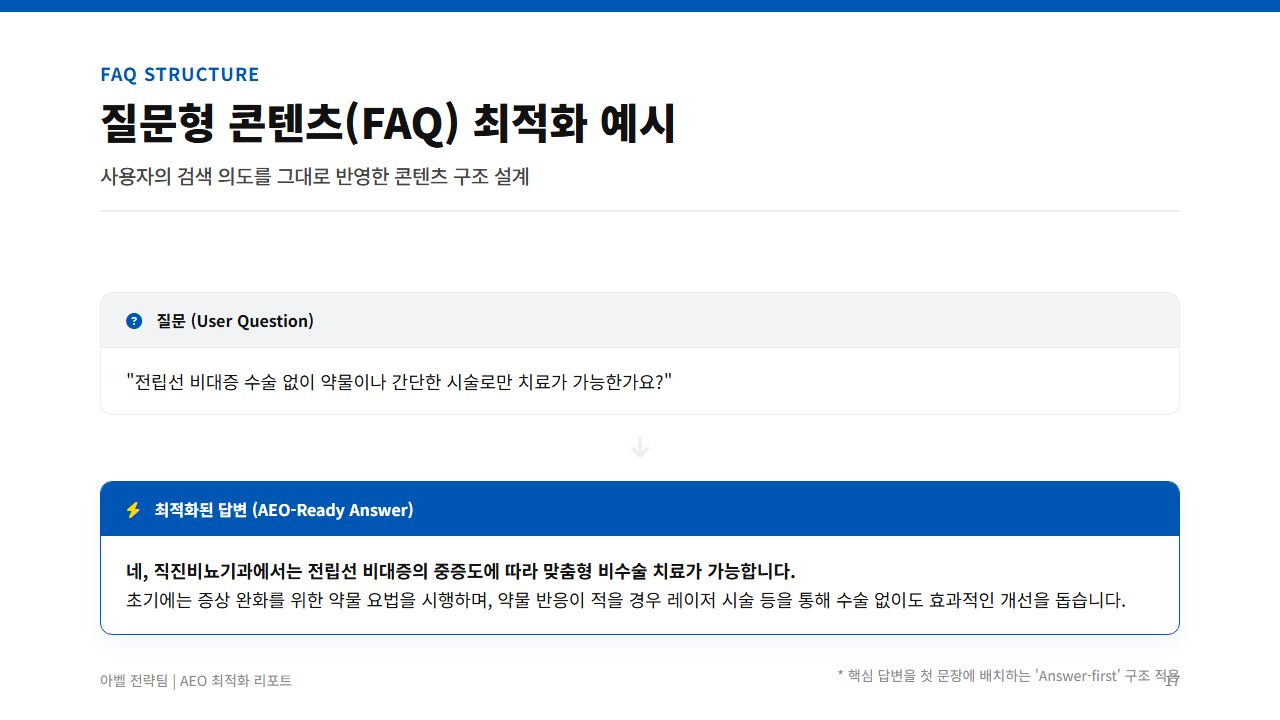 FAQ STRUCTURE
질문형 콘텐츠(FAQ) 최적화 예시
사용자의 검색 의도를 그대로 반영한 콘텐츠 구조 설계
? 질문 (User Question)
"전립선 비대증 수술 없이 약물이나 간단한 시술로만 치료가 가능한가요?"
최적화된 답변 (AEO-Ready Answer)
네, 직진비뇨기과에서는 전립선 비대증의 중증도에 따라 맞춤형 비수술 치료가 가능합니다.
초기에는 증상 완화를 위한 약물 요법을 시행하며, 약물 반응이 적을 경우 레이저 시술 등을 통해 수술 없이도 효과적인 개선을 돕습니다.
* 핵심 답변을 첫 문장에 배치하는 'Answer-first' 구조 적용
아벨 전략팀 | AEO 최적화 리포트
17